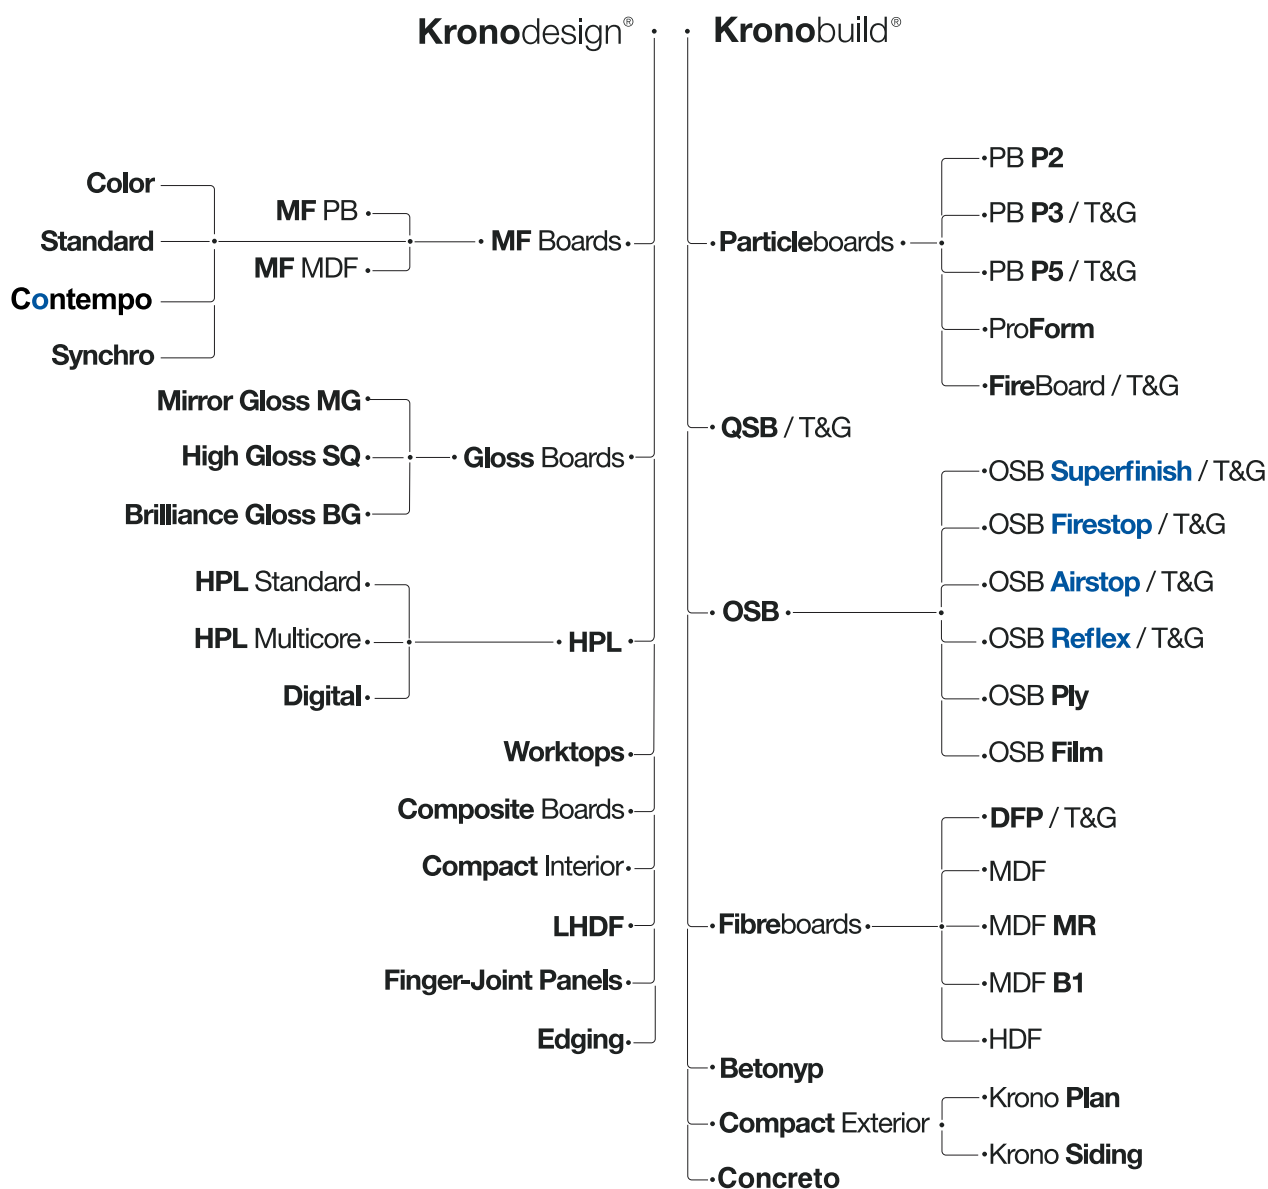 Kronodesign®
Kronobuild®
Color
Standard
Contempo
Synchro
MF PB
MF MDF
MF Boards
Mirror Gloss MG
High Gloss SQ
Brilliance Gloss BG
Gloss Boards
HPL Standard
HPL Multicore
Digital
HPL
Worktops
Composite Boards
Compact Interior
LHDF
Finger-Joint Panels
Edging
Particleboards
PB P2
PB P3 / T&G
PB P5 / T&G
ProForm
FireBoard / T&G
QSB / T&G
OSB
OSB Superfinish / T&G
OSB Firestop / T&G
OSB Airstop / T&G
OSB Reflex / T&G
OSB Ply
OSB Film
Fibreboards
DFP / T&G
MDF
MDF MR
MDF B1
HDF
Betonyp
Compact Exterior
Krono Plan
Krono Siding
Concreto